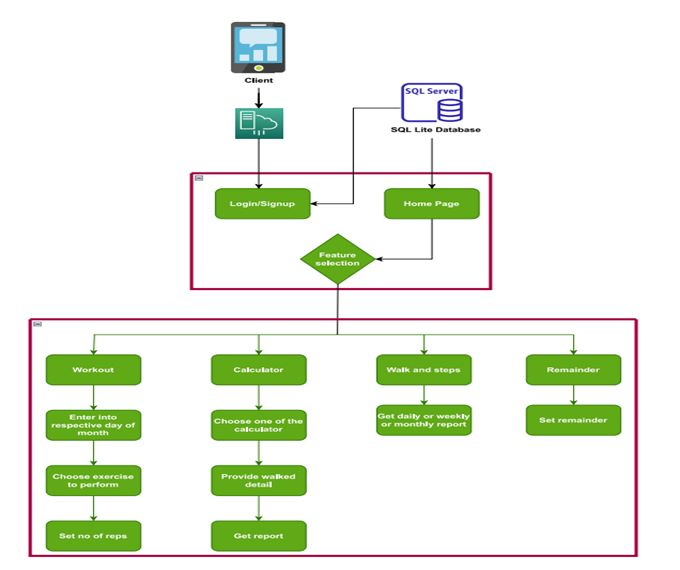 Client
SQL Server
SQL Lite Database
Login/Signup
Home Page
Feature
selection
Workout
Calculator
Walk and steps
Remainder
Enter into
respective day of
month
Choose one of the
calculator
Get daily or weekly
or monthly report
Set remainder
Choose exercise
to perform
Provide walked
detail
Set no of reps
Get report